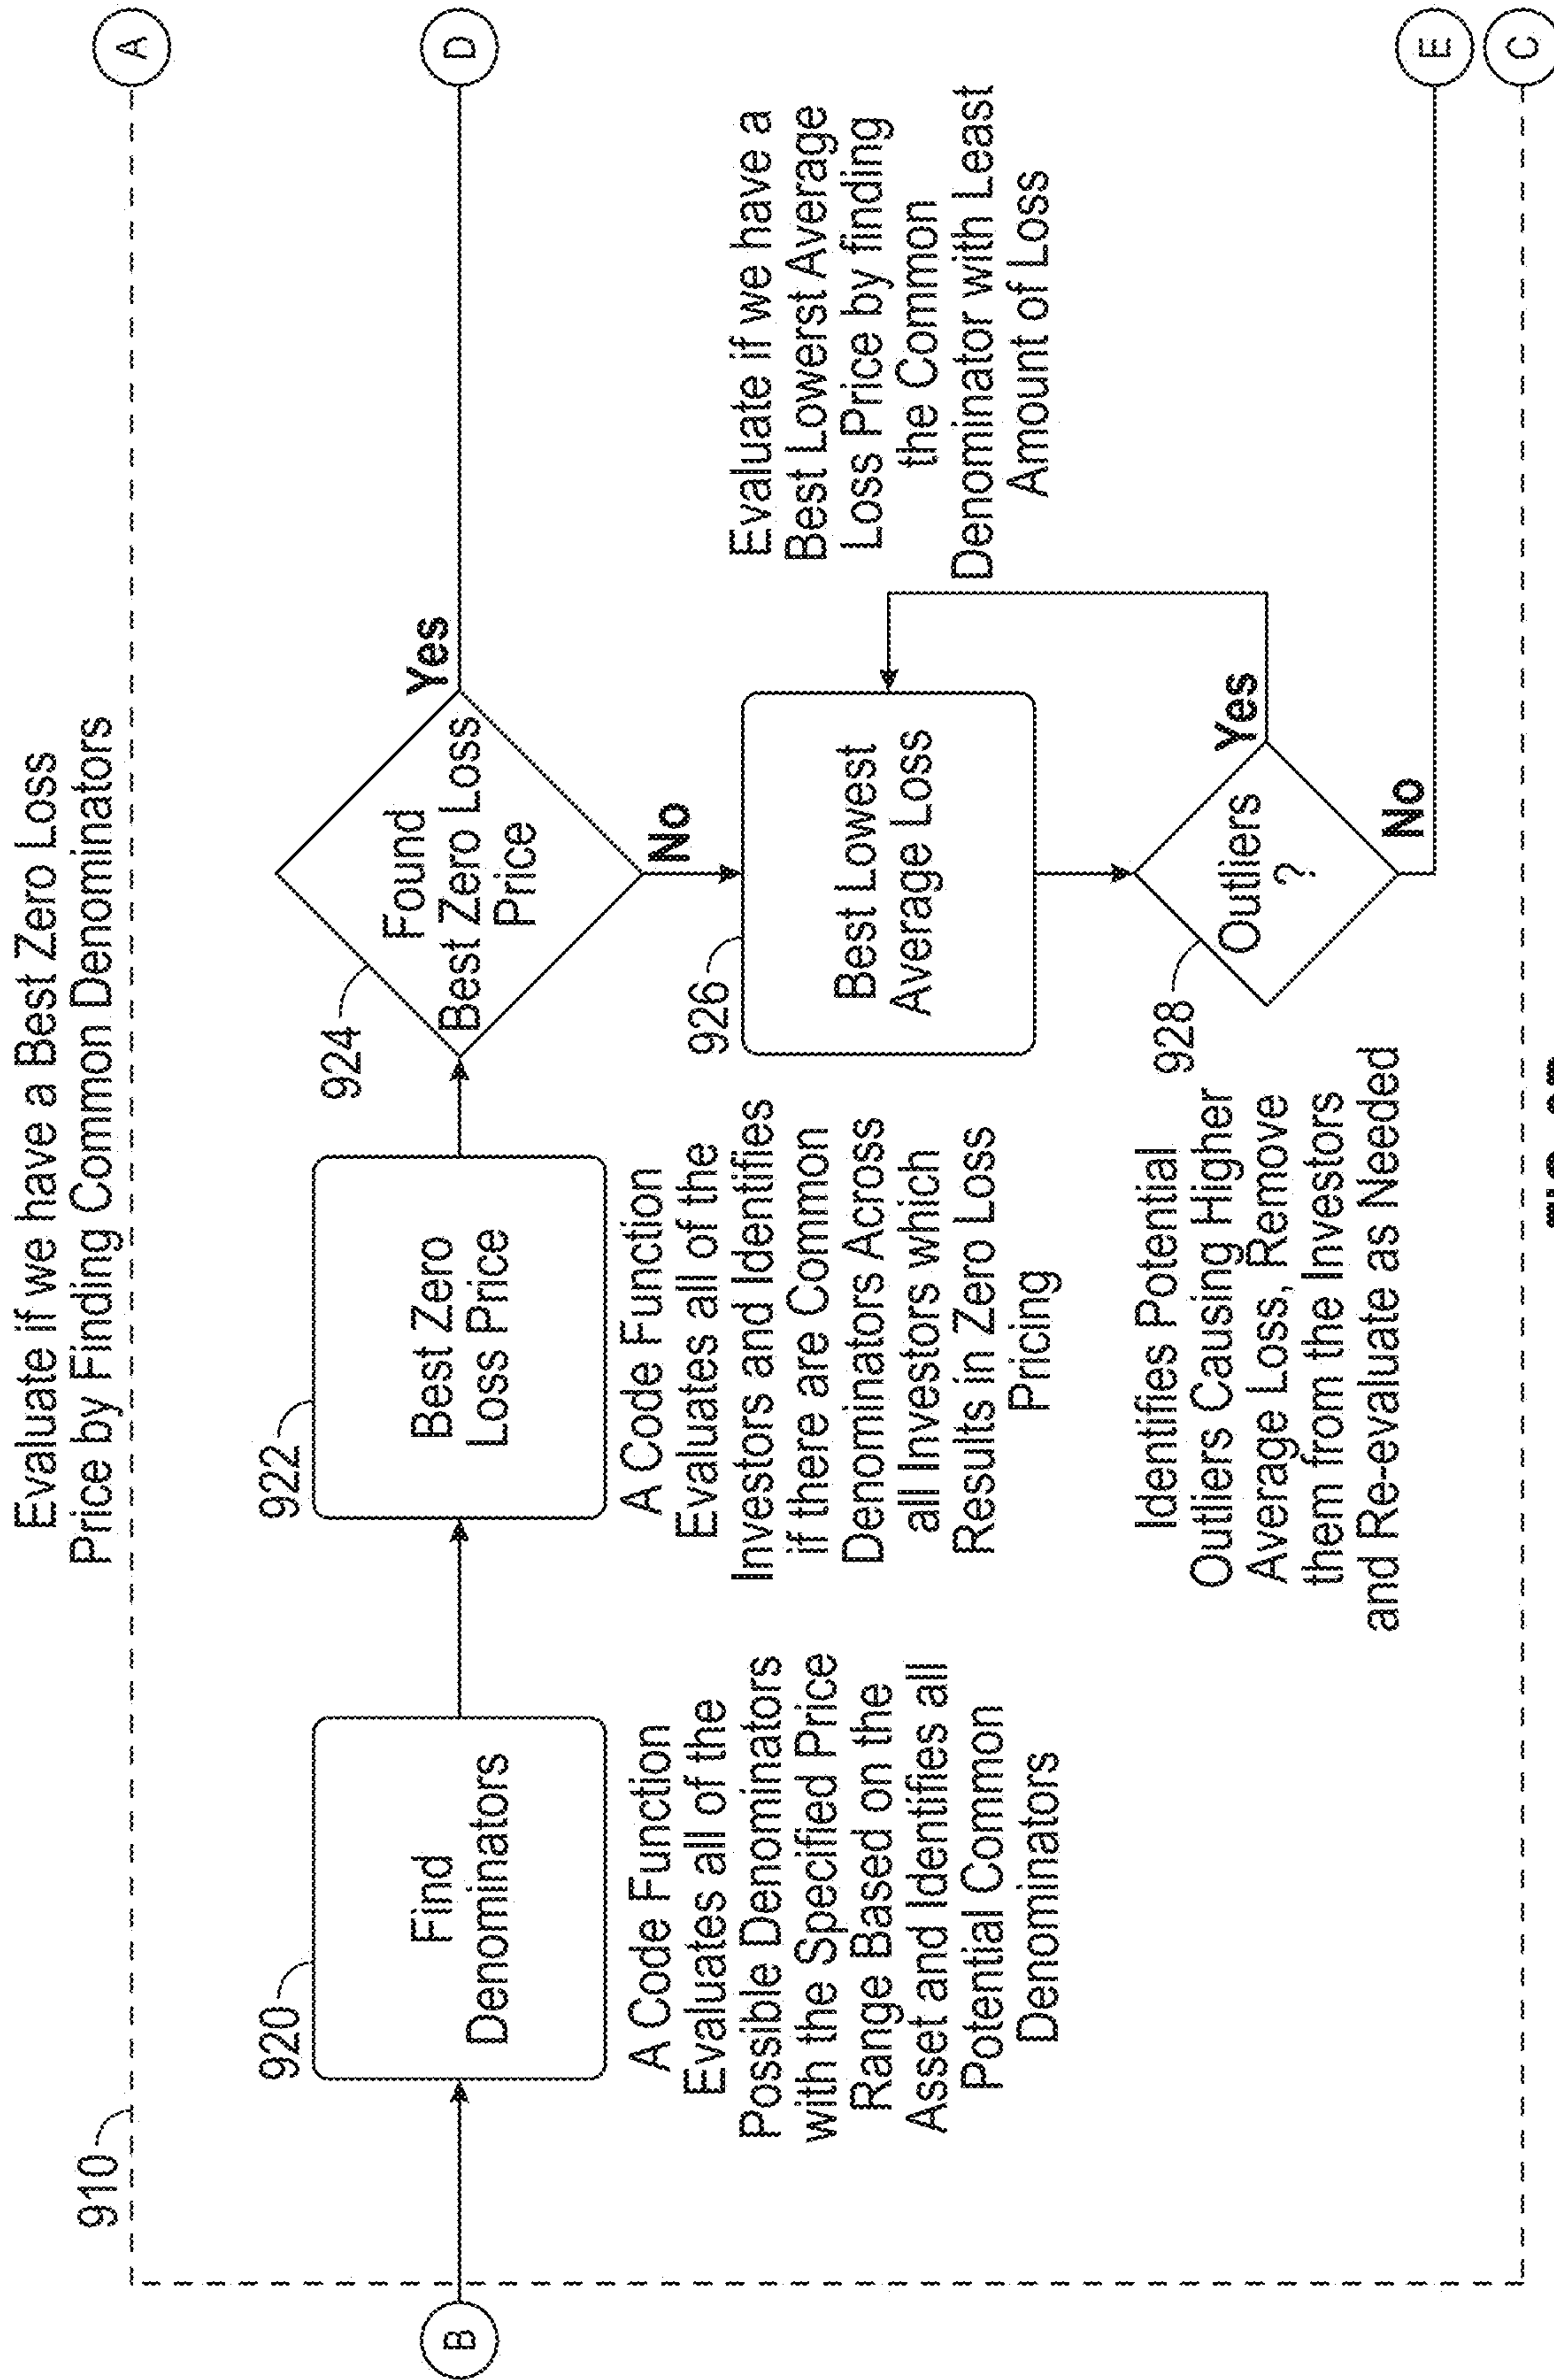 Evaluate if we have a Best Zero Loss
Price by Finding Common Denominators
910
A
B
920
Find
Denominators
A Code Function
Evaluates all of the
Possible Denominators
with the Specified Price
Range Based on the
Asset and Identifies all
Potential Common
Denominators
922
Best Zero
Loss Price
A Code Function
Evaluates all of the
Investors and Identifies
if there are Common
Denominators Across
all Investors which
Results in Zero Loss
Pricing
924
Found
Best Zero Loss
Price
Yes
D
No
926
Best Lowest
Average Loss
Evaluate if we have a
Best Lowerst Average
Loss Price by finding
the Common
Denominator with Least
Amount of Loss
928
Outliers
?
Yes
No
Identifies Potential
Outliers Causing Higher
Average Loss, Remove
them from the Investors
and Re-evaluate as Needed
E
C